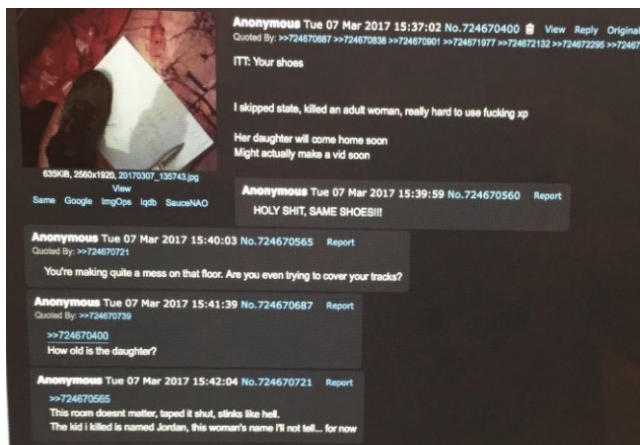 Anonymous Tue 07 Mar 2017 15:37:02 No.724670400 View Reply Original
Quoted By: >>724670687 >>724670838 >>724670901 >>724671977 >>724672132 >>724672295 >>72467
ITT: Your shoes
I skipped state, killed an adult woman, really hard to use fucking xp
Her daughter will come home soon
Might actually make a vid soon
635KiB, 2560x1920, 20170307_135743.jpg
View
Same Google ImgOps iqdb SauceNAO
Anonymous Tue 07 Mar 2017 15:39:59 No.724670560 Report
HOLY SHIT, SAME SHOES!!!
Anonymous Tue 07 Mar 2017 15:40:03 No.724670565 Report
Quoted By: >>724670721
You're making quite a mess on that floor. Are you even trying to cover your tracks?
Anonymous Tue 07 Mar 2017 15:41:39 No.724670687 Report
Quoted By: >>724670739
>>724670400
How old is the daughter?
Anonymous Tue 07 Mar 2017 15:42:04 No.724670721 Report
>>724670565
This room doesnt matter, taped it shut, stinks like hell.
The kid i killed is named Jordan, this woman's name I'll not tell... for now